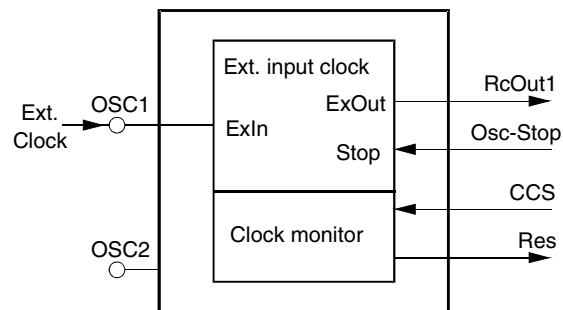 Ext. input clock
RcOut1
OSC1
ExOut
Ext.
Clock
ExIn
Osc-Stop
Stop
CCS
OSC2
Clock monitor
Res